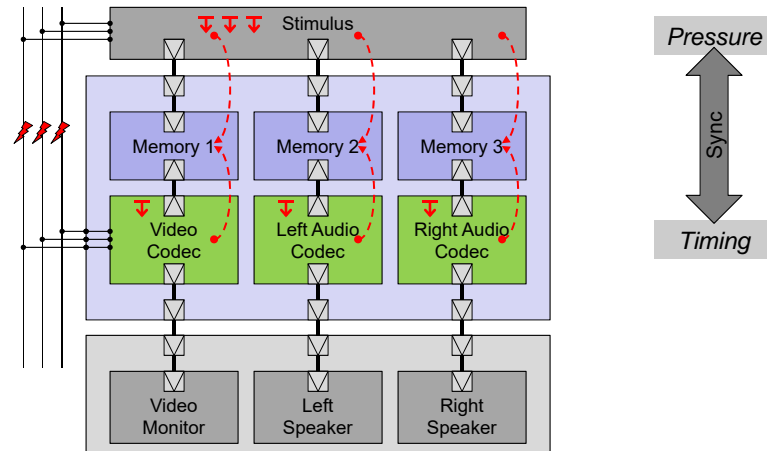 Stimulus
Pressure
Memory 1
Memory 2
Memory 3
Sync
Video
Codec
Left Audio
Codec
Right Audio
Codec
Timing
Video
Monitor
Left
Speaker
Right
Speaker